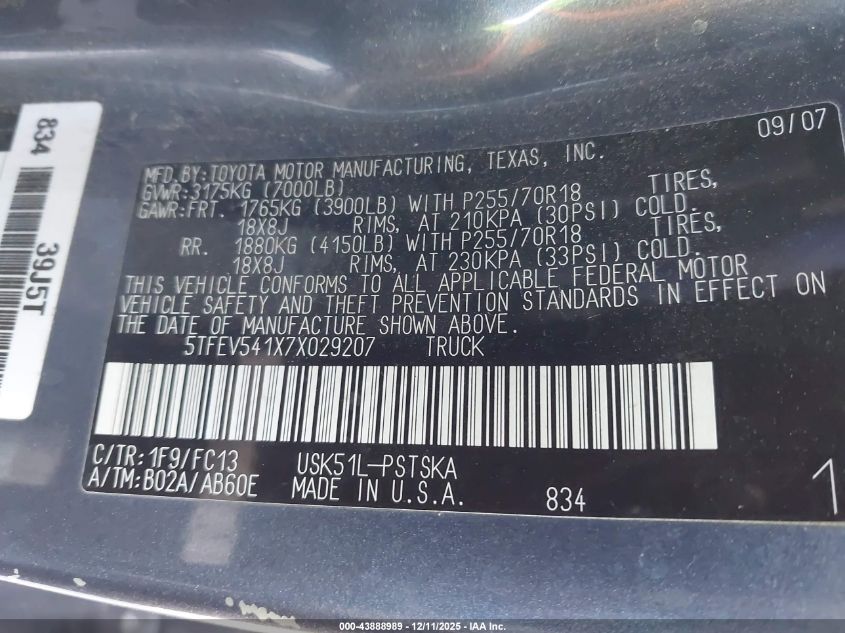 09/07
MFD.BY:TOYOTA MOTOR MANUFACTURING, TEXAS, INC.
GVWR:3175KG (7000LB)
GAWR:FRT. 1765KG (3900LB) WITH P255/70R18 TIRES,
18X8J RIMS, AT 210KPA (30PSI) COLD.
RR. 1880KG (4150LB) WITH P255/70R18 TIRES,
18X8J RIMS, AT 230KPA (33PSI) COLD.
THIS VEHICLE CONFORMS TO ALL APPLICABLE FEDERAL MOTOR
VEHICLE SAFETY AND THEFT PREVENTION STANDARDS IN EFFECT ON
THE DATE OF MANUFACTURE SHOWN ABOVE.
5TFEV541X7X029207 TRUCK
C/TR:1F9/FC13 USK51L-PSTSKA
A/TM:B02A/AB60E MADE IN U.S.A. 834 1
834
39J5T
000-43888989 - 12/11/2025 - IAA Inc.